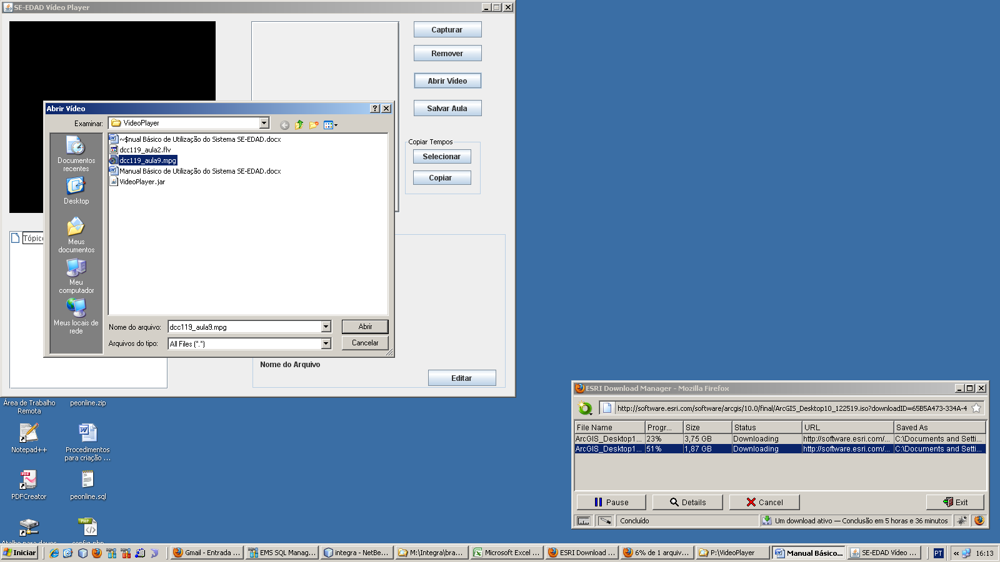 SE-EDAD Vídeo Player
Capturar
Remover
Abrir Vídeo
Salvar Aula
Copiar Tempos
Selecionar
Copiar
Tópico
Nome do Arquivo
Editar
Abrir Vídeo
Examinar:
VideoPlayer
Documentos recentes
Desktop
Meus documentos
Meu computador
Meus locais de rede
~$nual Básico de Utilização do Sistema SE-EDAD.docx
dcc119_aula2.flv
dcc119_aula9.mpg
Manual Básico de Utilização do Sistema SE-EDAD.docx
VideoPlayer.jar
Nome do arquivo:
dcc119_aula9.mpg
Abrir
Arquivos do tipo:
All Files (*.*)
Cancelar
Área de Trabalho Remota
peonline.zip
Notepad++
Procedimentos para criação ...
PDFCreator
peonline.sql
ESRI Download Manager - Mozilla Firefox
http://software.esri.com/software/arcgis/10.0/final/ArcGIS_Desktop10_122519.iso?downloadID=65B5A473-334A-4
File Name Progr... Size Status URL Saved As
ArcGIS_Desktop1... 23% 3,75 GB Downloading http://software.esri.com/... C:\Documents and Setti...
ArcGIS_Desktop1... 51% 1,87 GB Downloading http://software.esri.com/... C:\Documents and Setti...
Pause
Details
Cancel
Exit
Concluído
Um download ativo — Conclusão em 5 horas e 36 minutos
Iniciar
Gmail - Entrada ...
EMS SQL Manag...
integra - NetBe...
M:\Integra\bra...
Microsoft Excel ...
ESRI Download ...
6% de 1 arquiv...
P:\VideoPlayer
Manual Básico...
SE-EDAD Vídeo ...
PT
«
16:13